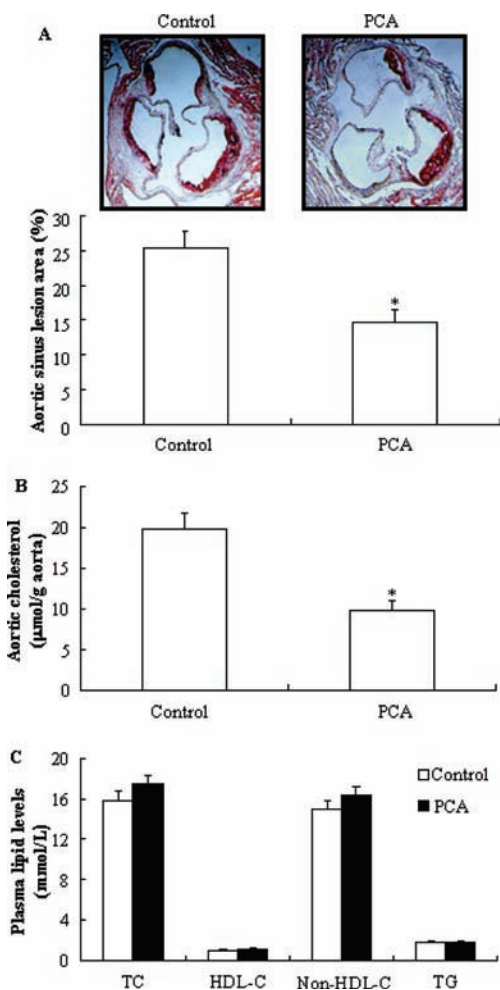 Control PCA
A
Aortic sinus lesion area (%)
30
25
20
15
10
5
0
*
Control PCA
B
Aortic cholesterol
(μmol/g aorta)
25
20
15
10
5
0
*
Control PCA
C
Plasma lipid levels
(mmol/L)
20
16
12
8
4
0
Control
PCA
TC HDL-C Non-HDL-C TG